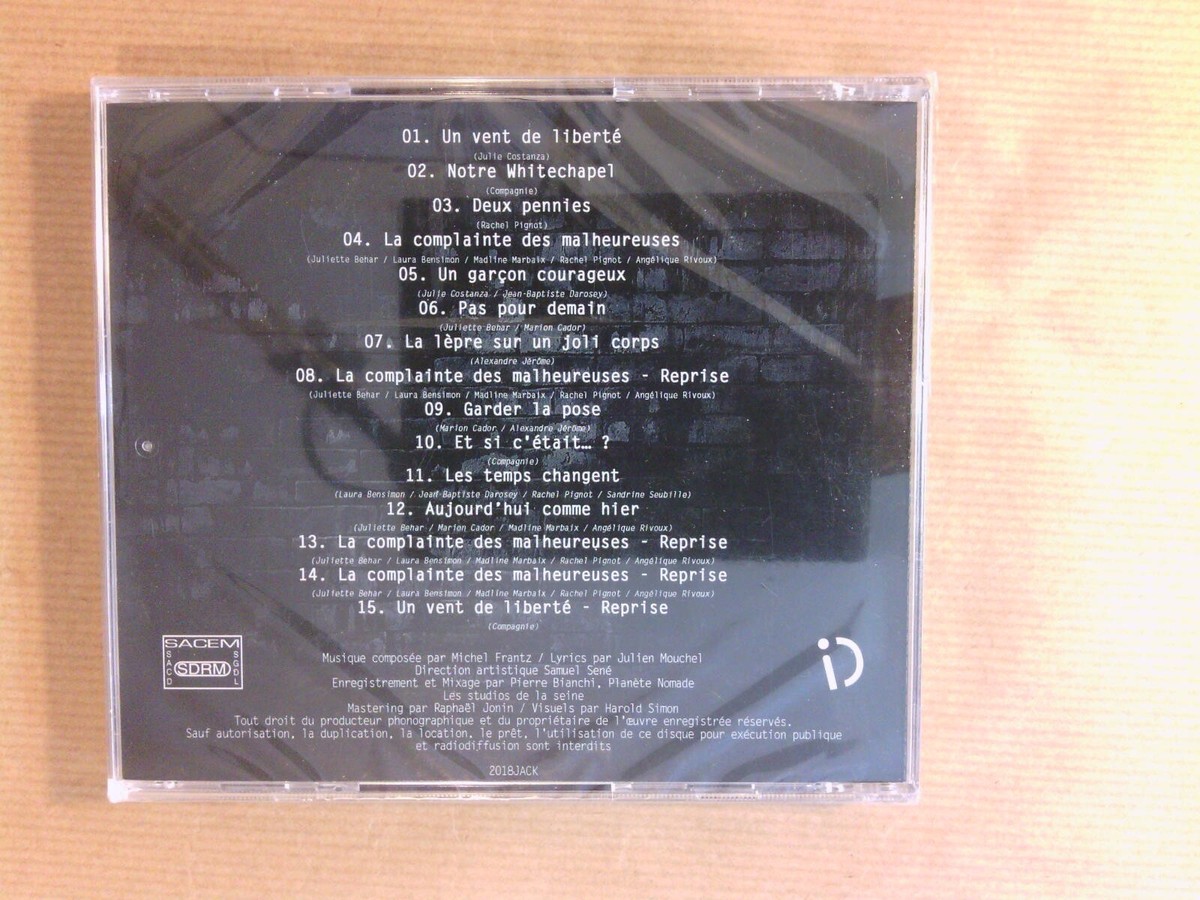 01. Un vent de liberté
(Julie Costanza)
02. Notre Whitechapel
(Compagnie)
03. Deux pennies
(Rachel Pignot)
04. La complainte des malheureuses
(Juliette Behar / Laura Bensimon / Madline Marbaix / Rachel Pignot / Angélique Rivoux)
05. Un garçon courageux
(Julie Costanza / Jean-Baptiste Darosey)
06. Pas pour demain
(Juliette Behar / Marion Cador)
07. La lèpre sur un joli corps
(Alexandre Jérôme)
08. La complainte des malheureuses - Reprise
(Juliette Behar / Laura Bensimon / Madline Marbaix / Rachel Pignot / Angélique Rivoux)
09. Garder la pose
(Marion Cador / Alexandre Jérôme)
10. Et si c'était… ?
(Compagnie)
11. Les temps changent
(Laura Bensimon / Jean-Baptiste Darosey / Rachel Pignot / Sandrine Seubille)
12. Aujourd'hui comme hier
(Juliette Behar / Marion Cador / Madline Marbaix / Angélique Rivoux)
13. La complainte des malheureuses - Reprise
(Juliette Behar / Laura Bensimon / Madline Marbaix / Rachel Pignot / Angélique Rivoux)
14. La complainte des malheureuses - Reprise
(Juliette Behar / Laura Bensimon / Madline Marbaix / Rachel Pignot / Angélique Rivoux)
15. Un vent de liberté - Reprise
(Compagnie)
SACEM
SACD
SDRM
SGDL
iD
Musique composée par Michel Frantz / Lyrics par Julien Mouchel
Direction artistique Samuel Sené
Enregistrement et Mixage par Pierre Bianchi, Planète Nomade
Les studios de la seine
Mastering par Raphaël Jonin / Visuels par Harold Simon
Tout droit du producteur phonographique et du propriétaire de l'œuvre enregistrée réservés.
Sauf autorisation, la duplication, la location, le prêt, l'utilisation de ce disque pour exécution publique
et radiodiffusion sont interdits
2018JACK